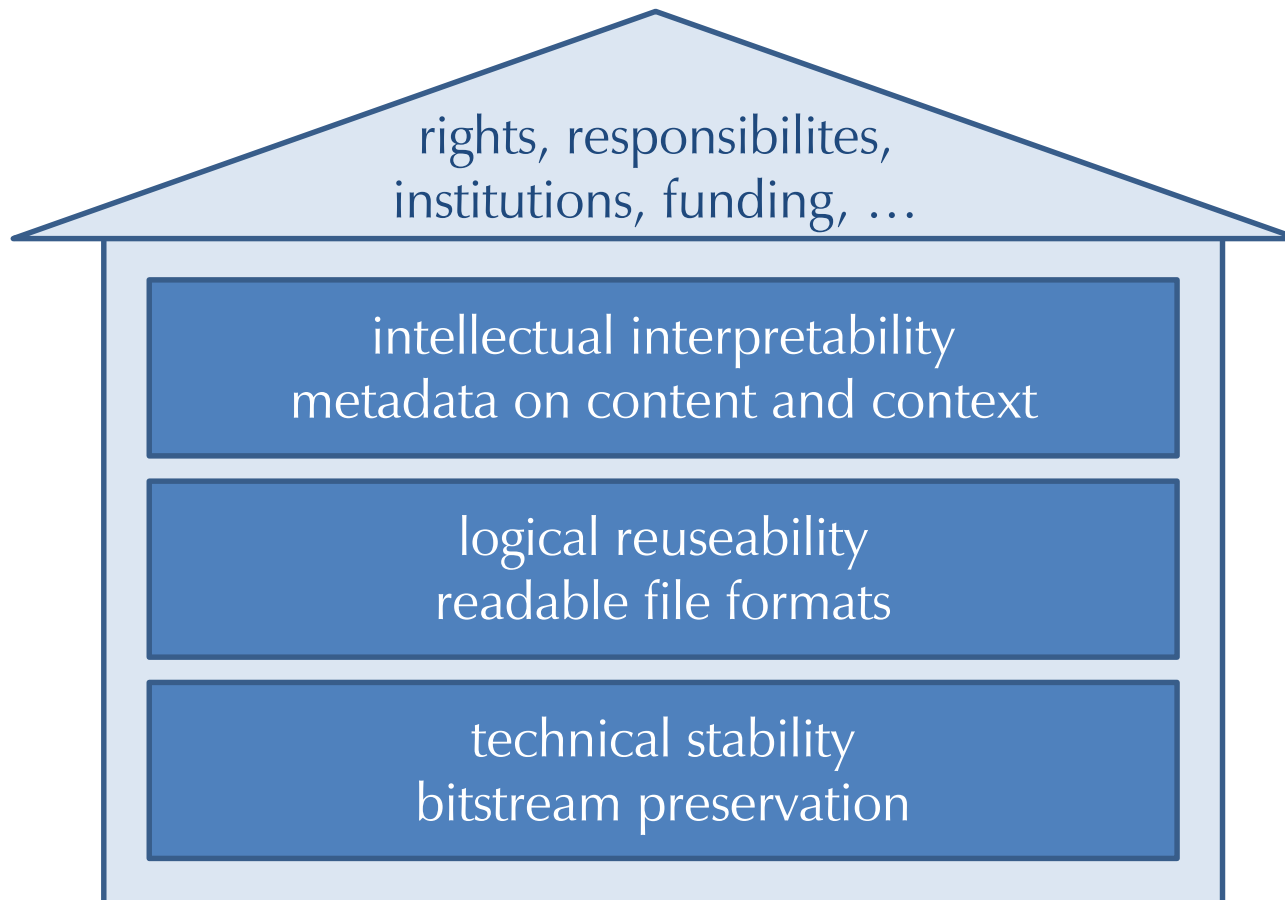 rights, responsibilites,
institutions, funding, …
intellectual interpretability
metadata on content and context
logical reuseability
readable file formats
technical stability
bitstream preservation